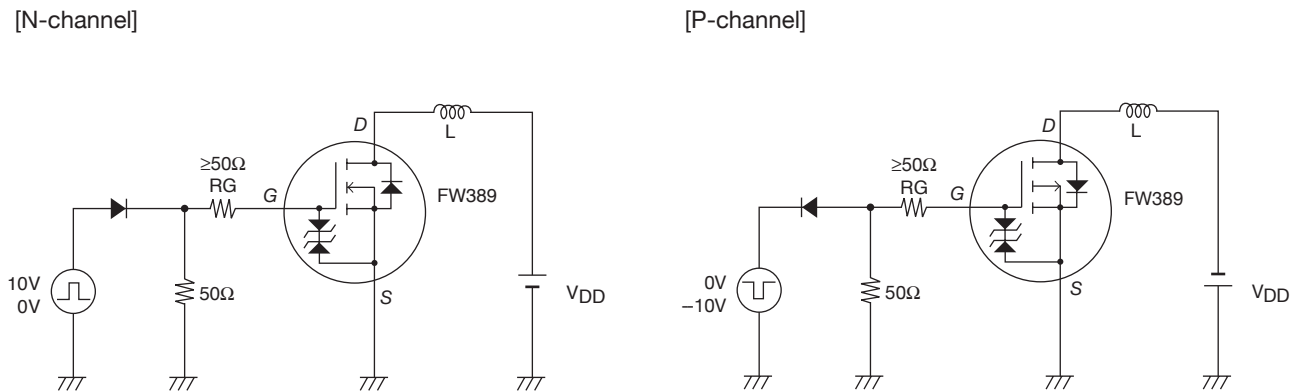 [N-channel]
D
L
≥50Ω
RG
G
FW389
10V
0V
50Ω
S
VDD
[P-channel]
D
L
≥50Ω
RG
G
FW389
0V
−10V
50Ω
S
VDD